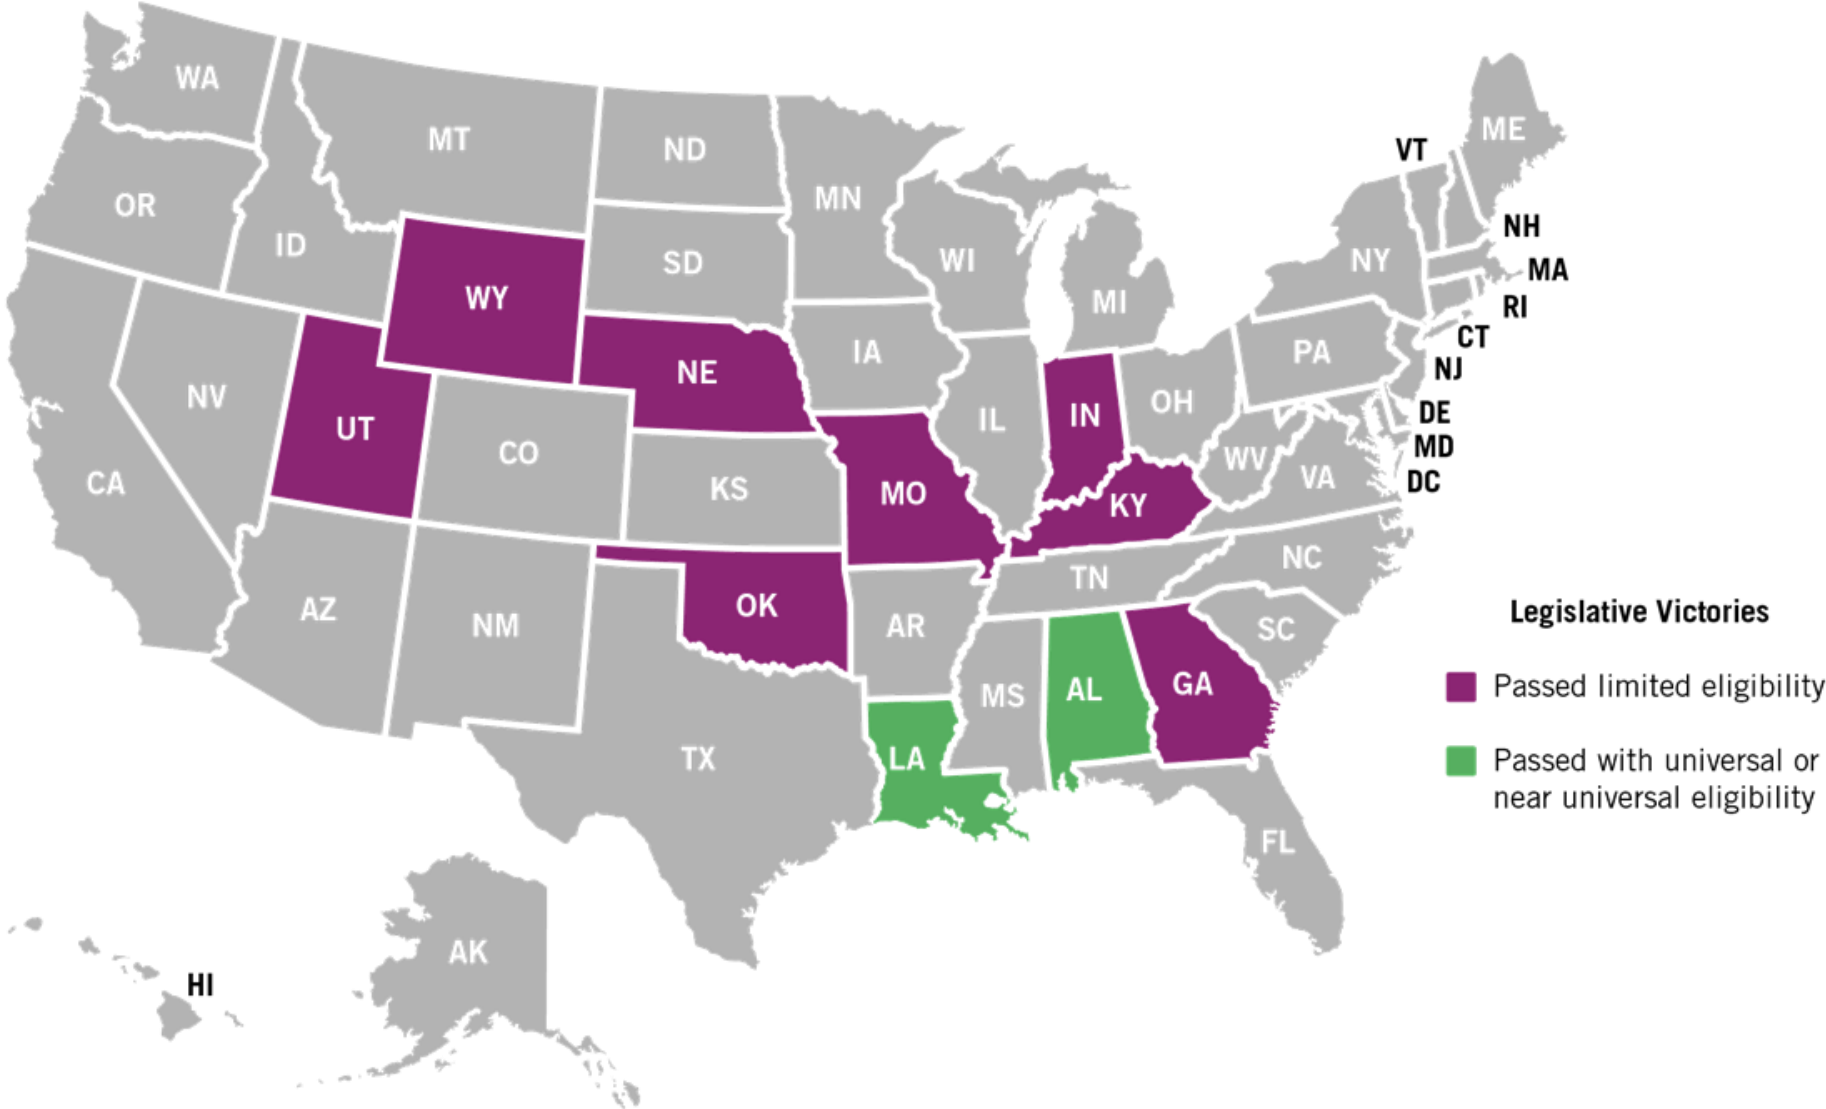 WA
MT
ND
MN
OR
ID
SD
WI
MI
VT
ME
NH
NY
MA
RI
CT
WY
NE
IA
PA
NJ
NV
UT
CO
IL
IN
OH
DE
MD
DC
CA
KS
MO
WV
VA
KY
AZ
NM
OK
AR
TN
NC
SC
TX
LA
MS
AL
GA
FL
HI
AK
Legislative Victories
Passed limited eligibility
Passed with universal or
near universal eligibility